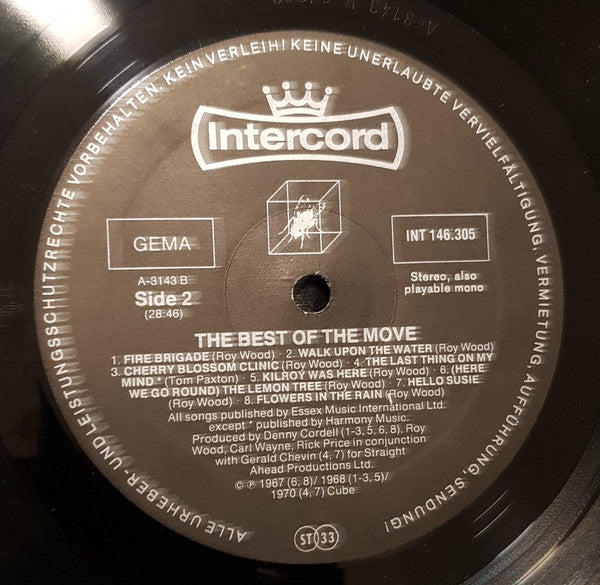 ALLE URHEBER- UND LEISTUNGSSCHUTZRECHTE VORBEHALTEN, KEIN VERLEIH! KEINE UNERLAUBTE VERVIELFÄLTIGUNG, VERMIETUNG, AUFFÜHRUNG, SENDUNG!
Intercord
GEMA
INT 146.305
A-3143 B
Side 2
(28:46)
Stereo, also
playable mono
THE BEST OF THE MOVE
1. FIRE BRIGADE (Roy Wood) · 2. WALK UPON THE WATER (Roy Wood)
3. CHERRY BLOSSOM CLINIC (Roy Wood) · 4. THE LAST THING ON MY
MIND * (Tom Paxton) · 5. KILROY WAS HERE (Roy Wood) · 6. (HERE
WE GO ROUND) THE LEMON TREE (Roy Wood) · 7. HELLO SUSIE
(Roy Wood) · 8. FLOWERS IN THE RAIN (Roy Wood)
All songs published by Essex Music International Ltd.
except * published by Harmony Music.
Produced by Denny Cordell (1-3, 5, 6, 8), Roy
Wood, Carl Wayne, Rick Price in conjunction
with Gerald Chevin (4, 7) for Straight
Ahead Productions Ltd.
© ℗ 1967 (6, 8)/ 1968 (1-3, 5)/
1970 (4, 7) Cube
ST 33